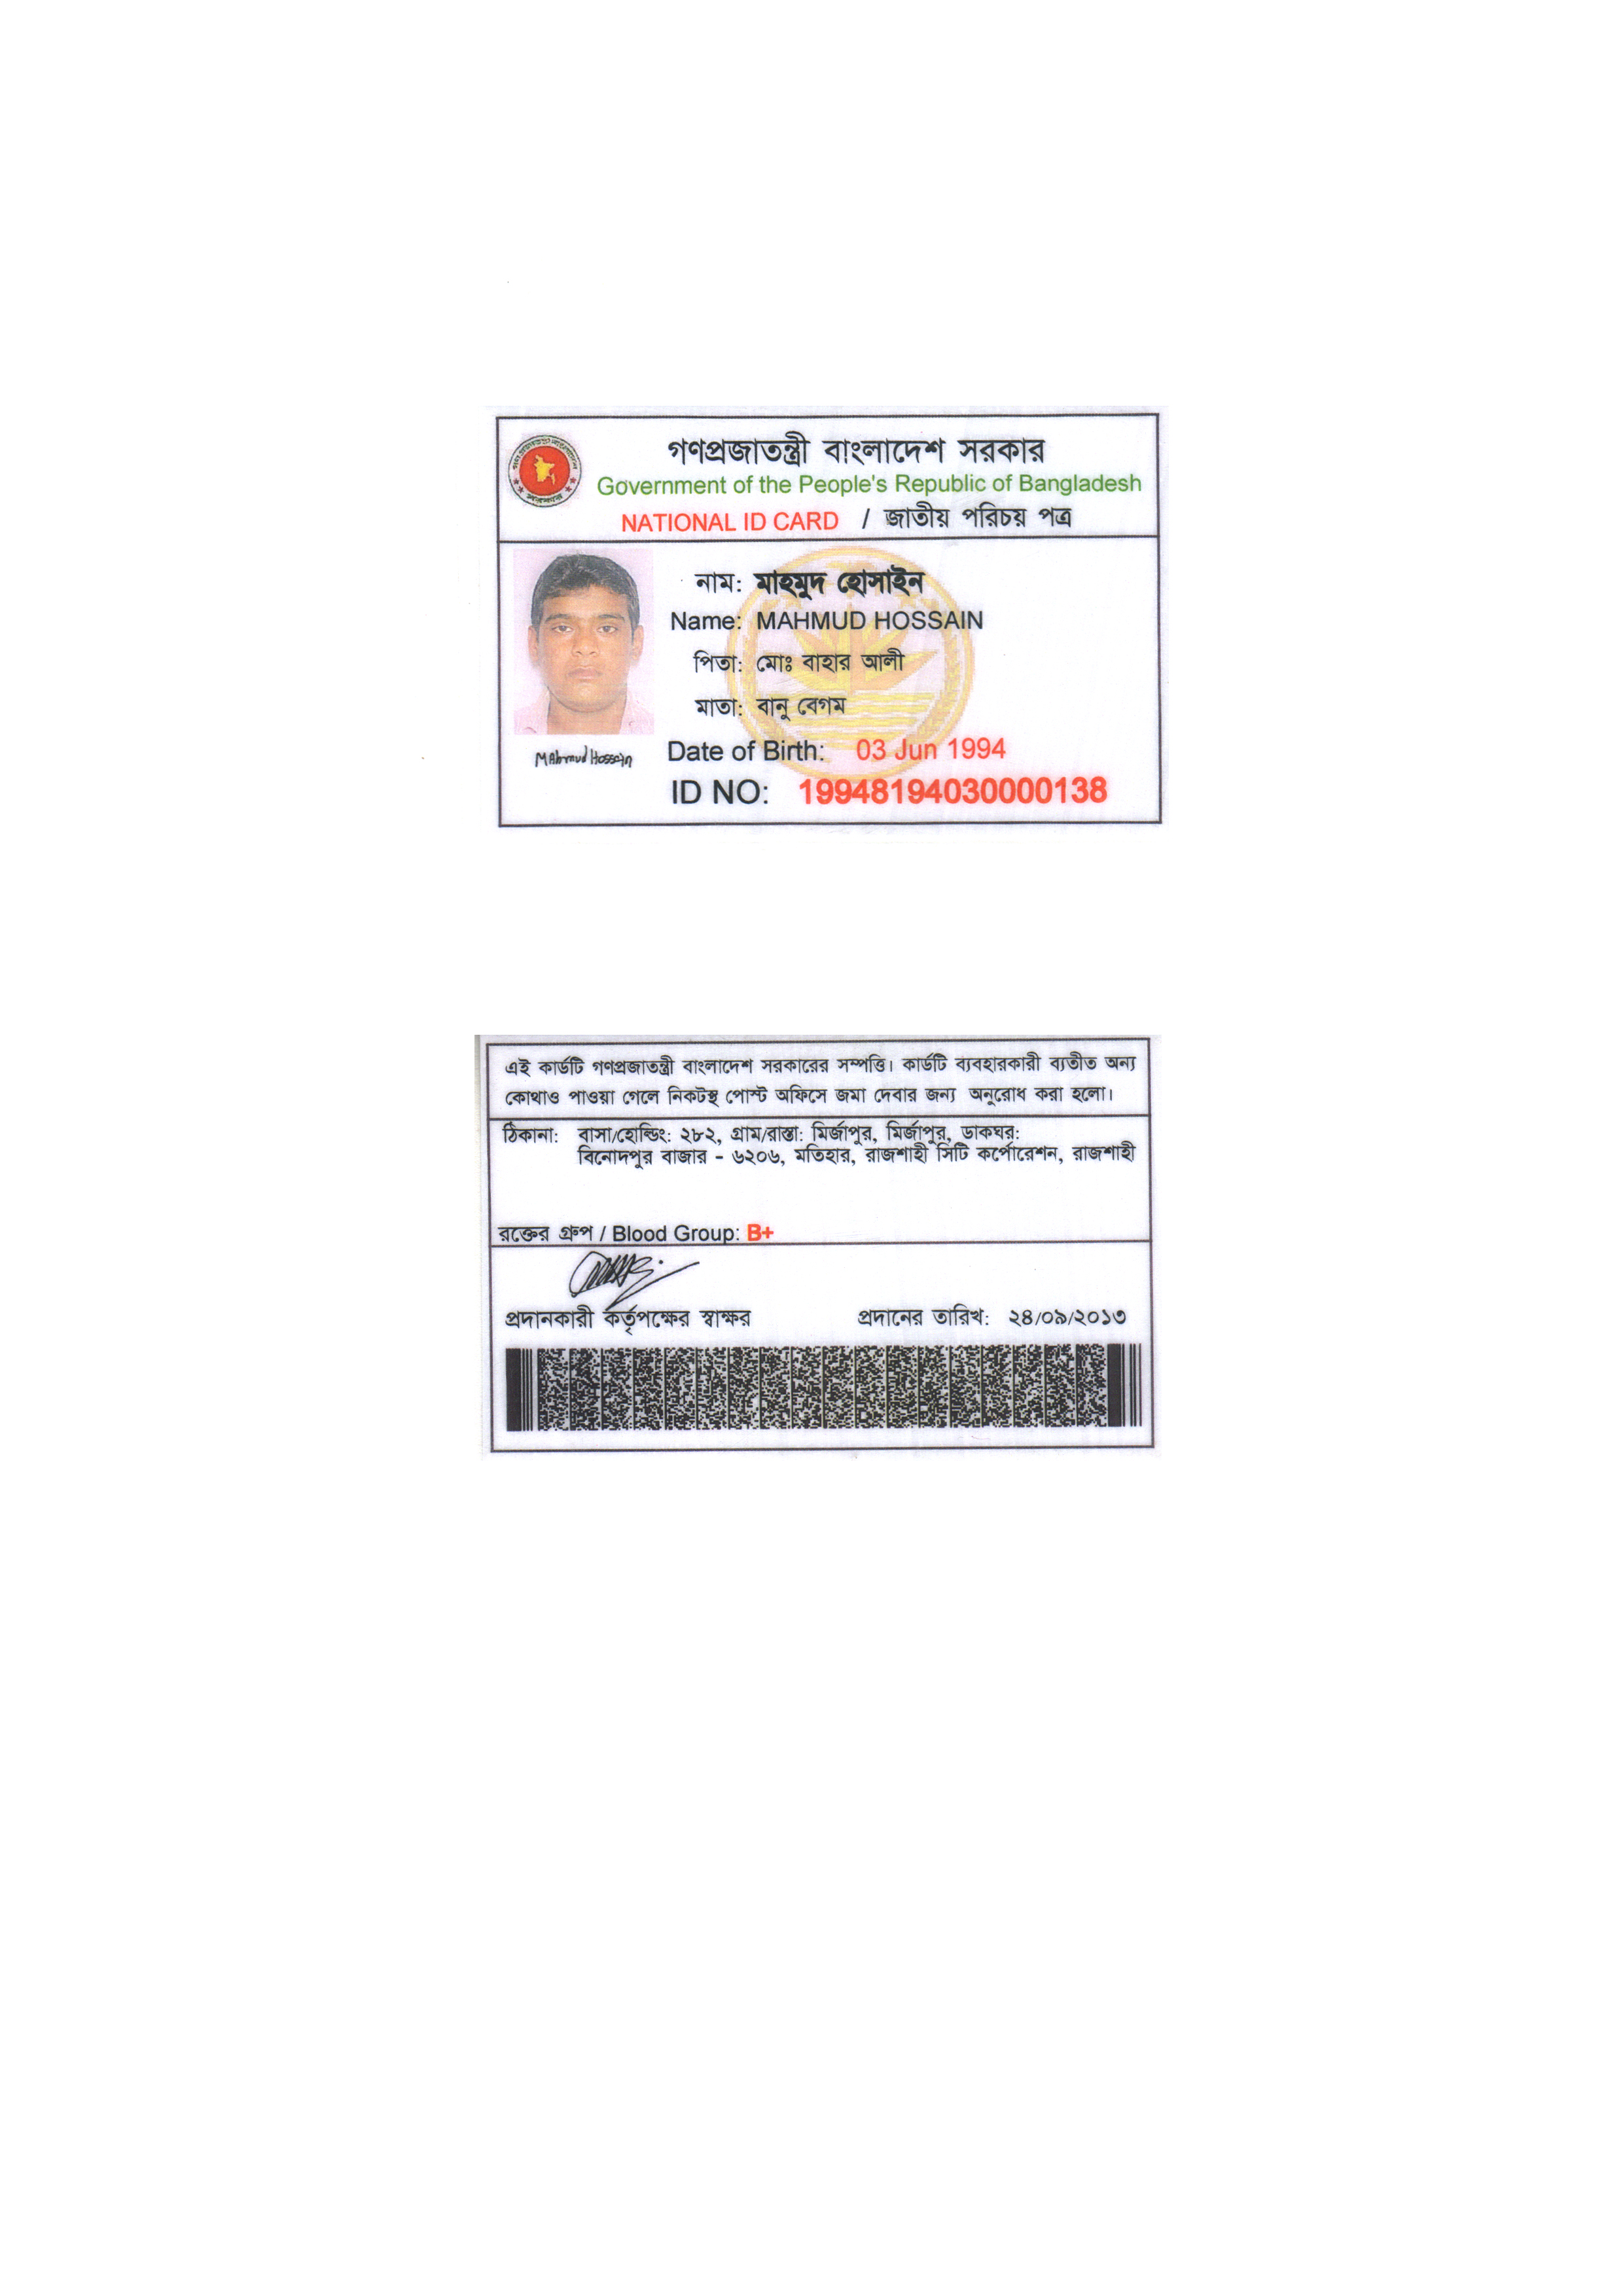 গণপ্রজাতন্ত্রী বাংলাদেশ সরকার
Government of the People's Republic of Bangladesh
NATIONAL ID CARD / জাতীয় পরিচয় পত্র
নাম: মাহমুদ হোসাইন
Name: MAHMUD HOSSAIN
পিতা: মোঃ বাহার আলী
মাতা: বানু বেগম
Date of Birth: 03 Jun 1994
MAhmud Hossain
ID NO: 19948194030000138
এই কার্ডটি গণপ্রজাতন্ত্রী বাংলাদেশ সরকারের সম্পত্তি। কার্ডটি ব্যবহারকারী ব্যতীত অন্য
কোথাও পাওয়া গেলে নিকটস্থ পোস্ট অফিসে জমা দেবার জন্য অনুরোধ করা হলো।
ঠিকানা: বাসা/হোল্ডিং: ২৮২, গ্রাম/রাস্তা: মির্জাপুর, মির্জাপুর, ডাকঘর:
বিনোদপুর বাজার - ৬২০৬, মতিহার, রাজশাহী সিটি কর্পোরেশন, রাজশাহী
রক্তের গ্রুপ / Blood Group: B+
প্রদানকারী কর্তৃপক্ষের স্বাক্ষর প্রদানের তারিখ: ২৪/০৯/২০১৩